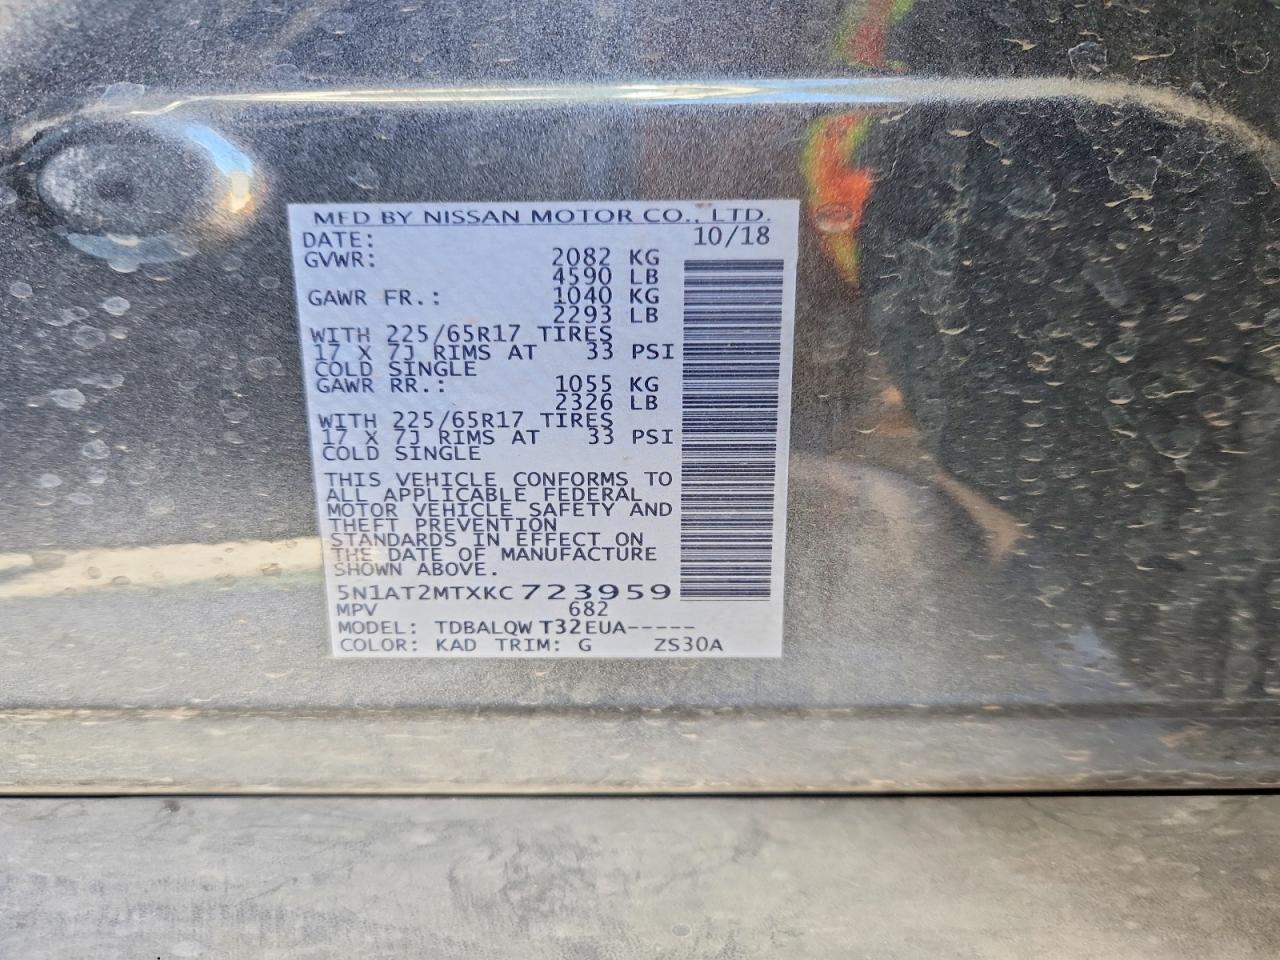 MFD BY NISSAN MOTOR CO., LTD.
DATE: 10/18
GVWR: 2082 KG
4590 LB
GAWR FR.: 1040 KG
2293 LB
WITH 225/65R17 TIRES
17 X 7J RIMS AT 33 PSI
COLD SINGLE
GAWR RR.: 1055 KG
2326 LB
WITH 225/65R17 TIRES
17 X 7J RIMS AT 33 PSI
COLD SINGLE
THIS VEHICLE CONFORMS TO
ALL APPLICABLE FEDERAL
MOTOR VEHICLE SAFETY AND
THEFT PREVENTION
STANDARDS IN EFFECT ON
THE DATE OF MANUFACTURE
SHOWN ABOVE.
5N1AT2MTXKC723959
MPV 682
MODEL: TDBALQW T32EUA-----
COLOR: KAD TRIM: G ZS30A